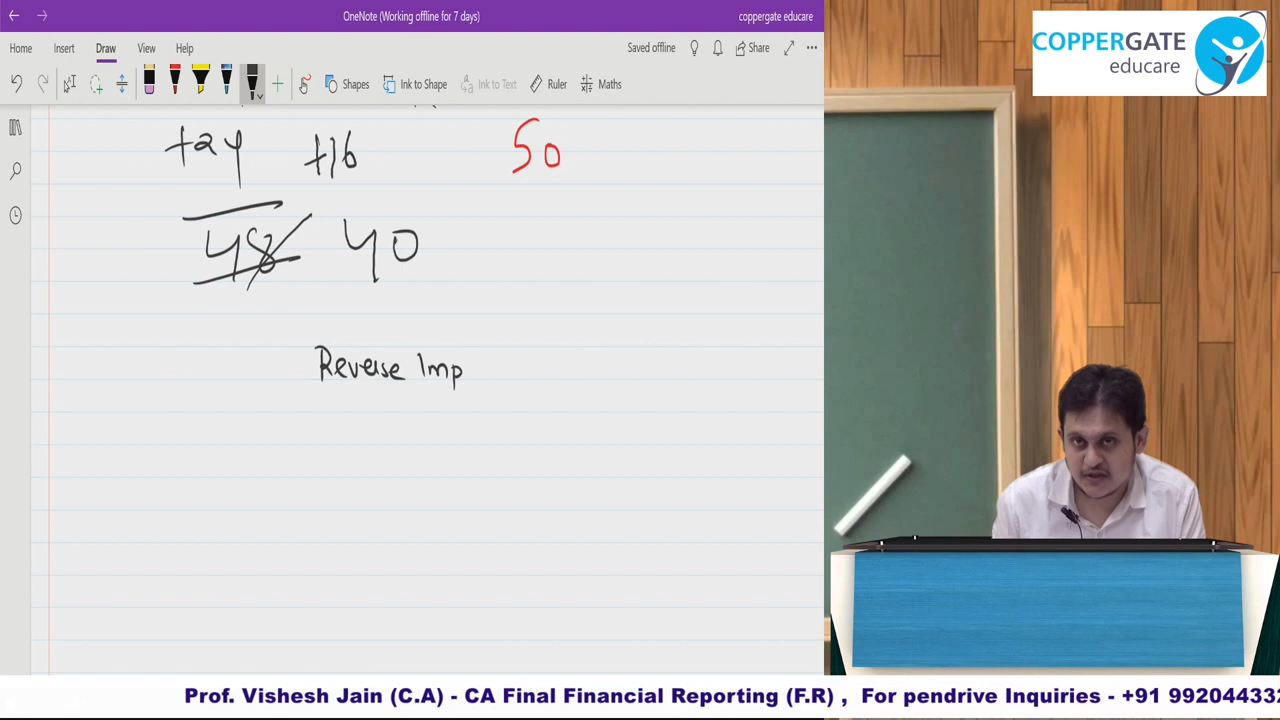 OneNote (Working offline for 7 days)
coppergate educare
Home Insert Draw View Help
Saved offline
Share
Shapes
Ink to Shape
Ink to Text
Ruler
Maths
COPPERGATE
educare
+24 +16
50
48 40
Reverse Imp
Prof. Vishesh Jain (C.A) - CA Final Financial Reporting (F.R) , For pendrive Inquiries - +91 992044332